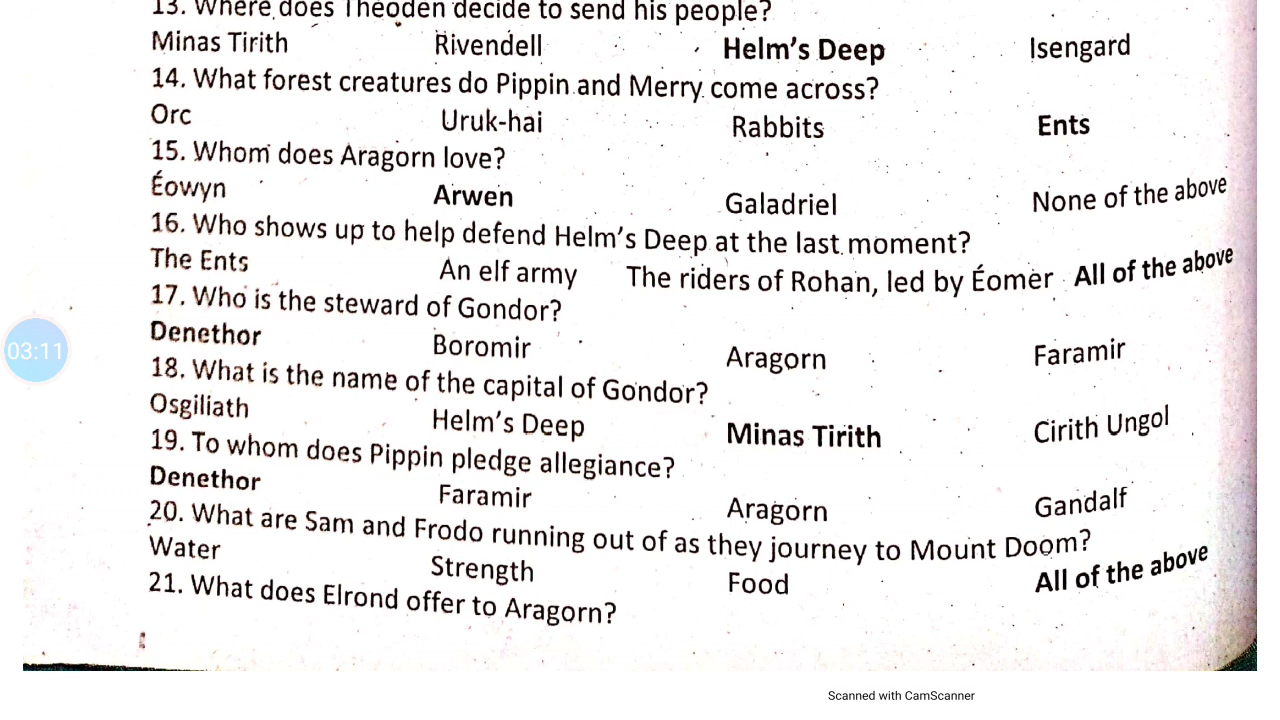 13. Where does Theoden decide to send his people?
Minas Tirith Rivendell Helm's Deep Isengard
14. What forest creatures do Pippin and Merry come across?
Orc Uruk-hai Rabbits Ents
15. Whom does Aragorn love?
Éowyn Arwen Galadriel None of the above
16. Who shows up to help defend Helm's Deep at the last moment?
The Ents An elf army The riders of Rohan, led by Éomer All of the above
17. Who is the steward of Gondor?
Denethor Boromir Aragorn Faramir
18. What is the name of the capital of Gondor?
Osgiliath Helm's Deep Minas Tirith Cirith Ungol
19. To whom does Pippin pledge allegiance?
Denethor Faramir Aragorn Gandalf
20. What are Sam and Frodo running out of as they journey to Mount Doom?
Water Strength Food All of the above
21. What does Elrond offer to Aragorn?
03:11
Scanned with CamScanner